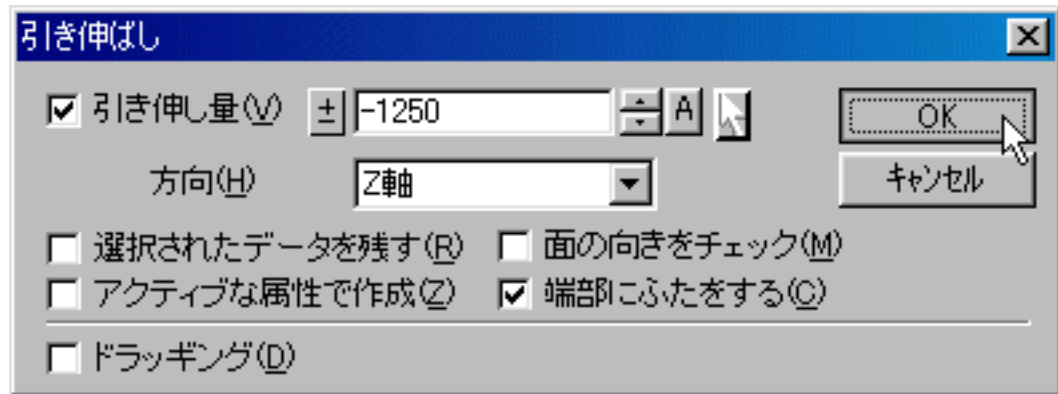 引き伸ばし
引き伸し量(V) ± -1250 A OK
方向(H) Z軸 キャンセル
選択されたデータを残す(R) 面の向きをチェック(M)
アクティブな属性で作成(Z) 端部にふたをする(C)
ドラッギング(D)